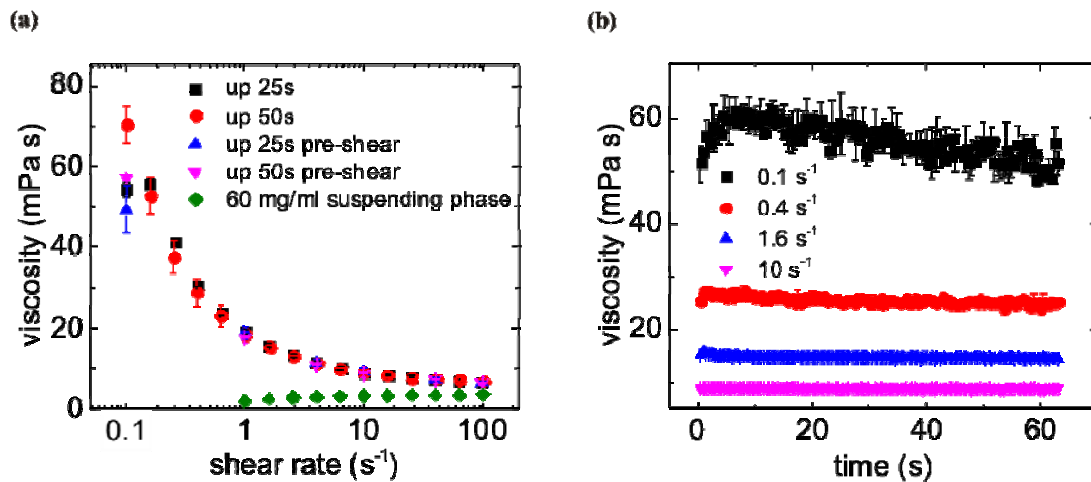 (a)
80
60
40
20
0
viscosity (mPa s)
up 25s
up 50s
up 25s pre-shear
up 50s pre-shear
60 mg/ml suspending phase
0.1
1
10
100
shear rate (s⁻¹)
(b)
60
40
20
viscosity (mPa s)
0.1 s⁻¹
0.4 s⁻¹
1.6 s⁻¹
10 s⁻¹
0
20
40
60
time (s)